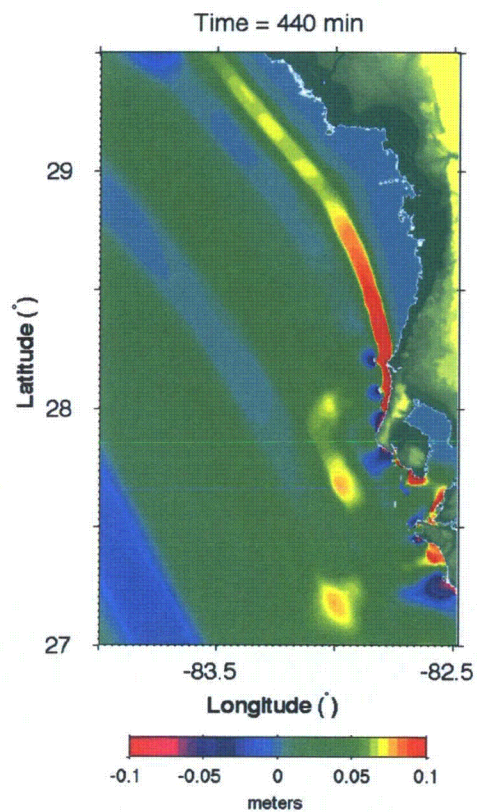 Time = 440 min
29
28
27
Latitude (°)
-83.5 -82.5
Longitude (°)
-0.1 -0.05 0 0.05 0.1
meters